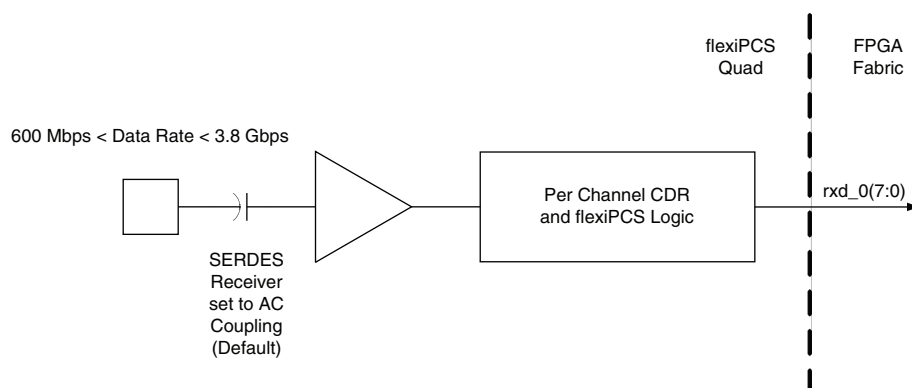 flexiPCS
Quad
FPGA
Fabric
600 Mbps < Data Rate < 3.8 Gbps
Per Channel CDR
and flexiPCS Logic
rxd_0(7:0)
SERDES
Receiver
set to AC
Coupling
(Default)